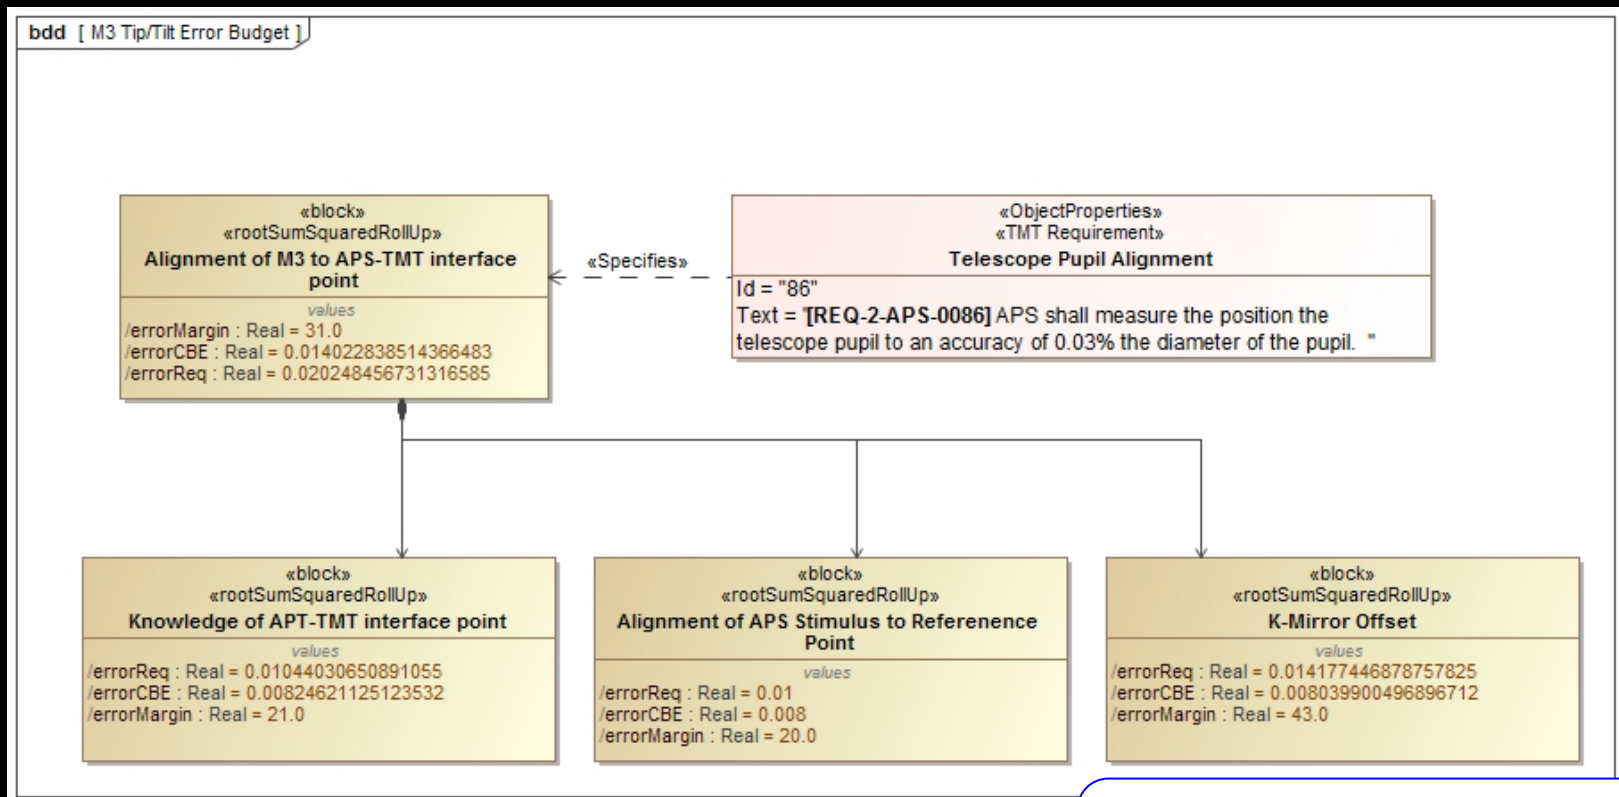 bdd [ M3 Tip/Tilt Error Budget ]
«block»
«rootSumSquaredRollUp»
Alignment of M3 to APS-TMT interface
point
values
/errorMargin : Real = 31.0
/errorCBE : Real = 0.014022838514366483
/errorReq : Real = 0.020248456731316585
«Specifies»
«ObjectProperties»
«TMT Requirement»
Telescope Pupil Alignment
Id = "86"
Text = "[REQ-2-APS-0086] APS shall measure the position the
telescope pupil to an accuracy of 0.03% the diameter of the pupil. "
«block»
«rootSumSquaredRollUp»
Knowledge of APT-TMT interface point
values
/errorReq : Real = 0.01044030650891055
/errorCBE : Real = 0.00824621125123532
/errorMargin : Real = 21.0
«block»
«rootSumSquaredRollUp»
Alignment of APS Stimulus to Referenence
Point
values
/errorReq : Real = 0.01
/errorCBE : Real = 0.008
/errorMargin : Real = 20.0
«block»
«rootSumSquaredRollUp»
K-Mirror Offset
values
/errorReq : Real = 0.014177446878757825
/errorCBE : Real = 0.008039900496896712
/errorMargin : Real = 43.0